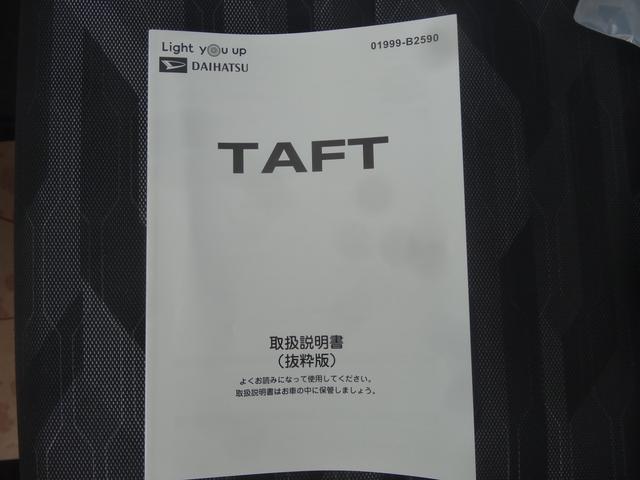 Light you up
01999-B2590
DAIHATSU
TAFT
取扱説明書
（抜粋版）
よくお読みになって使用してください。
取扱説明書はお車の中に保管しましょう。